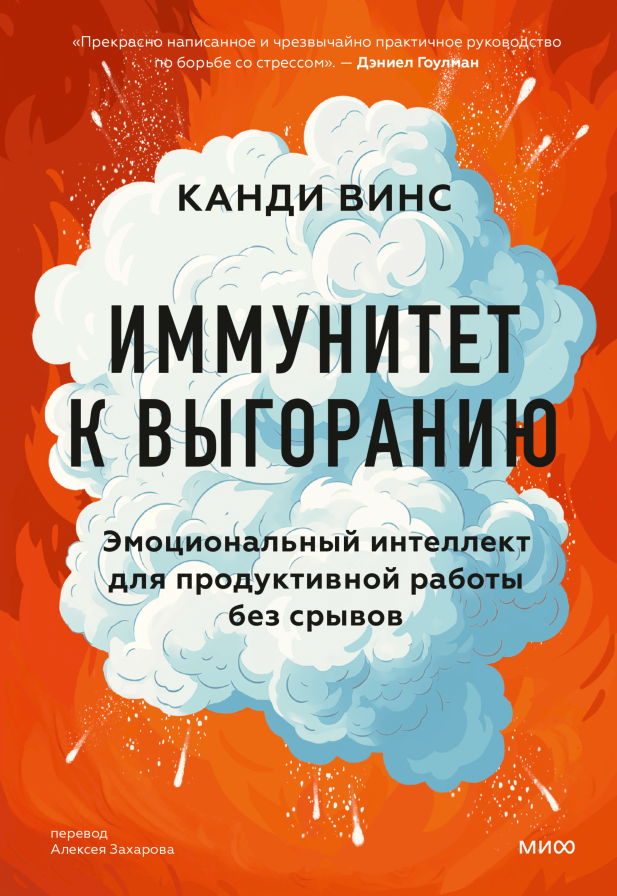 «Прекрасно написанное и чрезвычайно практичное руководство
по борьбе со стрессом». — Дэниел Гоулман
КАНДИ ВИНС
ИММУНИТЕТ
К ВЫГОРАНИЮ
Эмоциональный интеллект
для продуктивной работы
без срывов
перевод
Алексея Захарова
МИФ